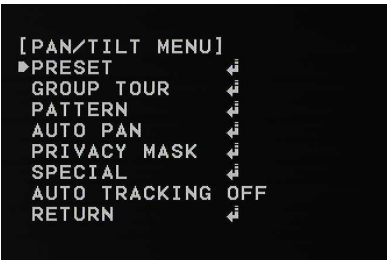 [PAN/TILT MENU]
PRESET
GROUP TOUR
PATTERN
AUTO PAN
PRIVACY MASK
SPECIAL
AUTO TRACKING OFF
RETURN